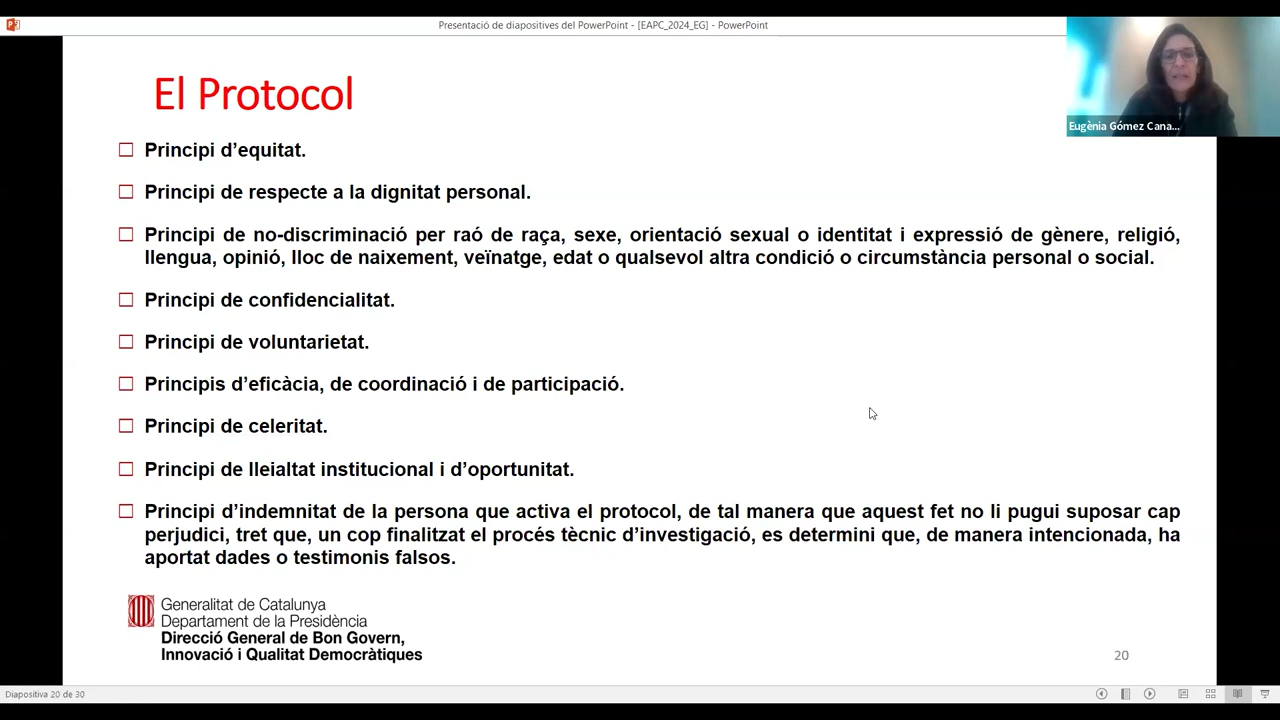 Presentació de diapositives del PowerPoint - [EAPC_2024_EG] - PowerPoint
Eugènia Gómez Cana...
El Protocol
Principi d'equitat.
Principi de respecte a la dignitat personal.
Principi de no-discriminació per raó de raça, sexe, orientació sexual o identitat i expressió de gènere, religió,
llengua, opinió, lloc de naixement, veïnatge, edat o qualsevol altra condició o circumstància personal o social.
Principi de confidencialitat.
Principi de voluntarietat.
Principis d'eficàcia, de coordinació i de participació.
Principi de celeritat.
Principi de lleialtat institucional i d'oportunitat.
Principi d'indemnitat de la persona que activa el protocol, de tal manera que aquest fet no li pugui suposar cap
perjudici, tret que, un cop finalitzat el procés tècnic d'investigació, es determini que, de manera intencionada, ha
aportat dades o testimonis falsos.
Generalitat de Catalunya
Departament de la Presidència
Direcció General de Bon Govern,
Innovació i Qualitat Democràtiques
20
Diapositiva 20 de 30